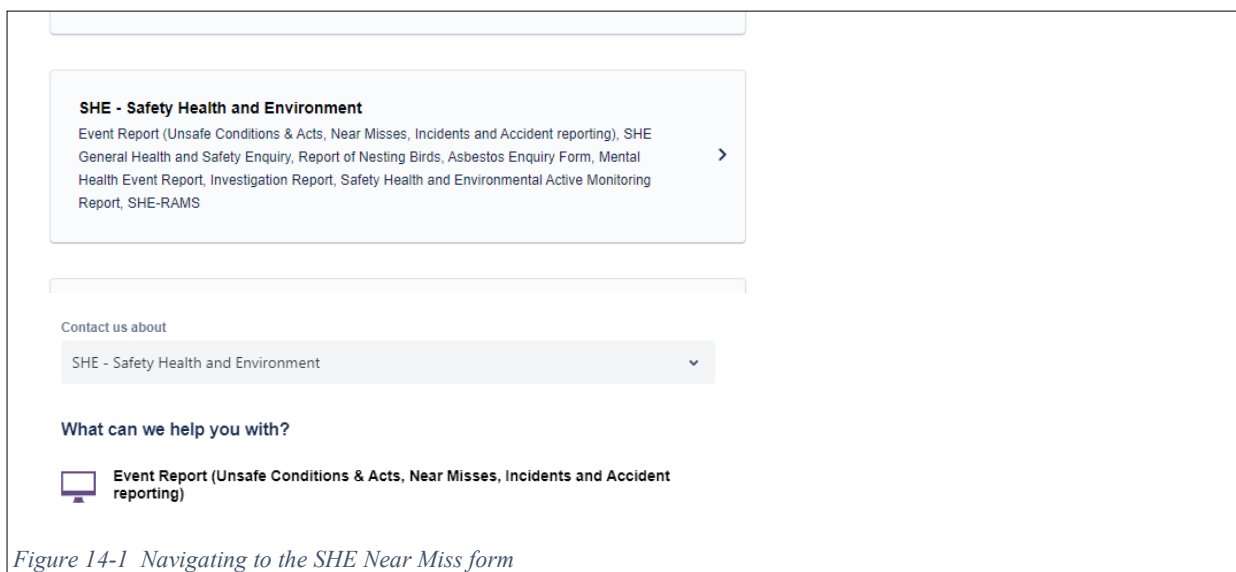 SHE - Safety Health and Environment
Event Report (Unsafe Conditions & Acts, Near Misses, Incidents and Accident reporting), SHE
General Health and Safety Enquiry, Report of Nesting Birds, Asbestos Enquiry Form, Mental
Health Event Report, Investigation Report, Safety Health and Environmental Active Monitoring
Report, SHE-RAMS
Contact us about
SHE - Safety Health and Environment
What can we help you with?
Event Report (Unsafe Conditions & Acts, Near Misses, Incidents and Accident
reporting)
Figure 14-1 Navigating to the SHE Near Miss form